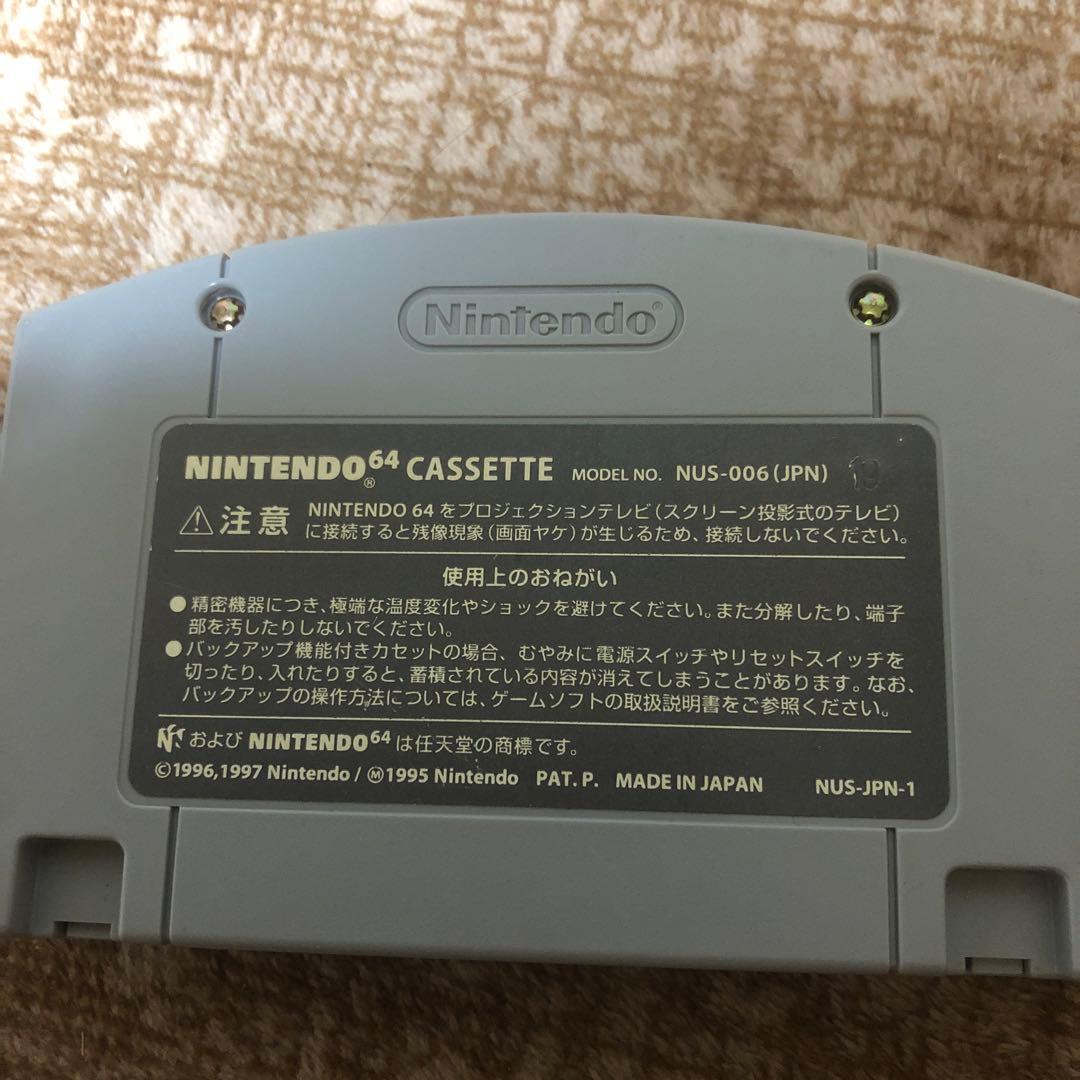 Nintendo®
NINTENDO64® CASSETTE MODEL NO. NUS-006(JPN) 19
⚠注意 NINTENDO 64 をプロジェクションテレビ(スクリーン投影式のテレビ)
に接続すると残像現象(画面ヤケ)が生じるため、接続しないでください。
使用上のおねがい
●精密機器につき、極端な温度変化やショックを避けてください。また分解したり、端子
部を汚したりしないでください。
●バックアップ機能付きカセットの場合、むやみに電源スイッチやリセットスイッチを
切ったり、入れたりすると、蓄積されている内容が消えてしまうことがあります。なお、
バックアップの操作方法については、ゲームソフトの取扱説明書をご参照ください。
および NINTENDO64 は任天堂の商標です。
©1996,1997 Nintendo / Ⓜ1995 Nintendo PAT. P. MADE IN JAPAN NUS-JPN-1